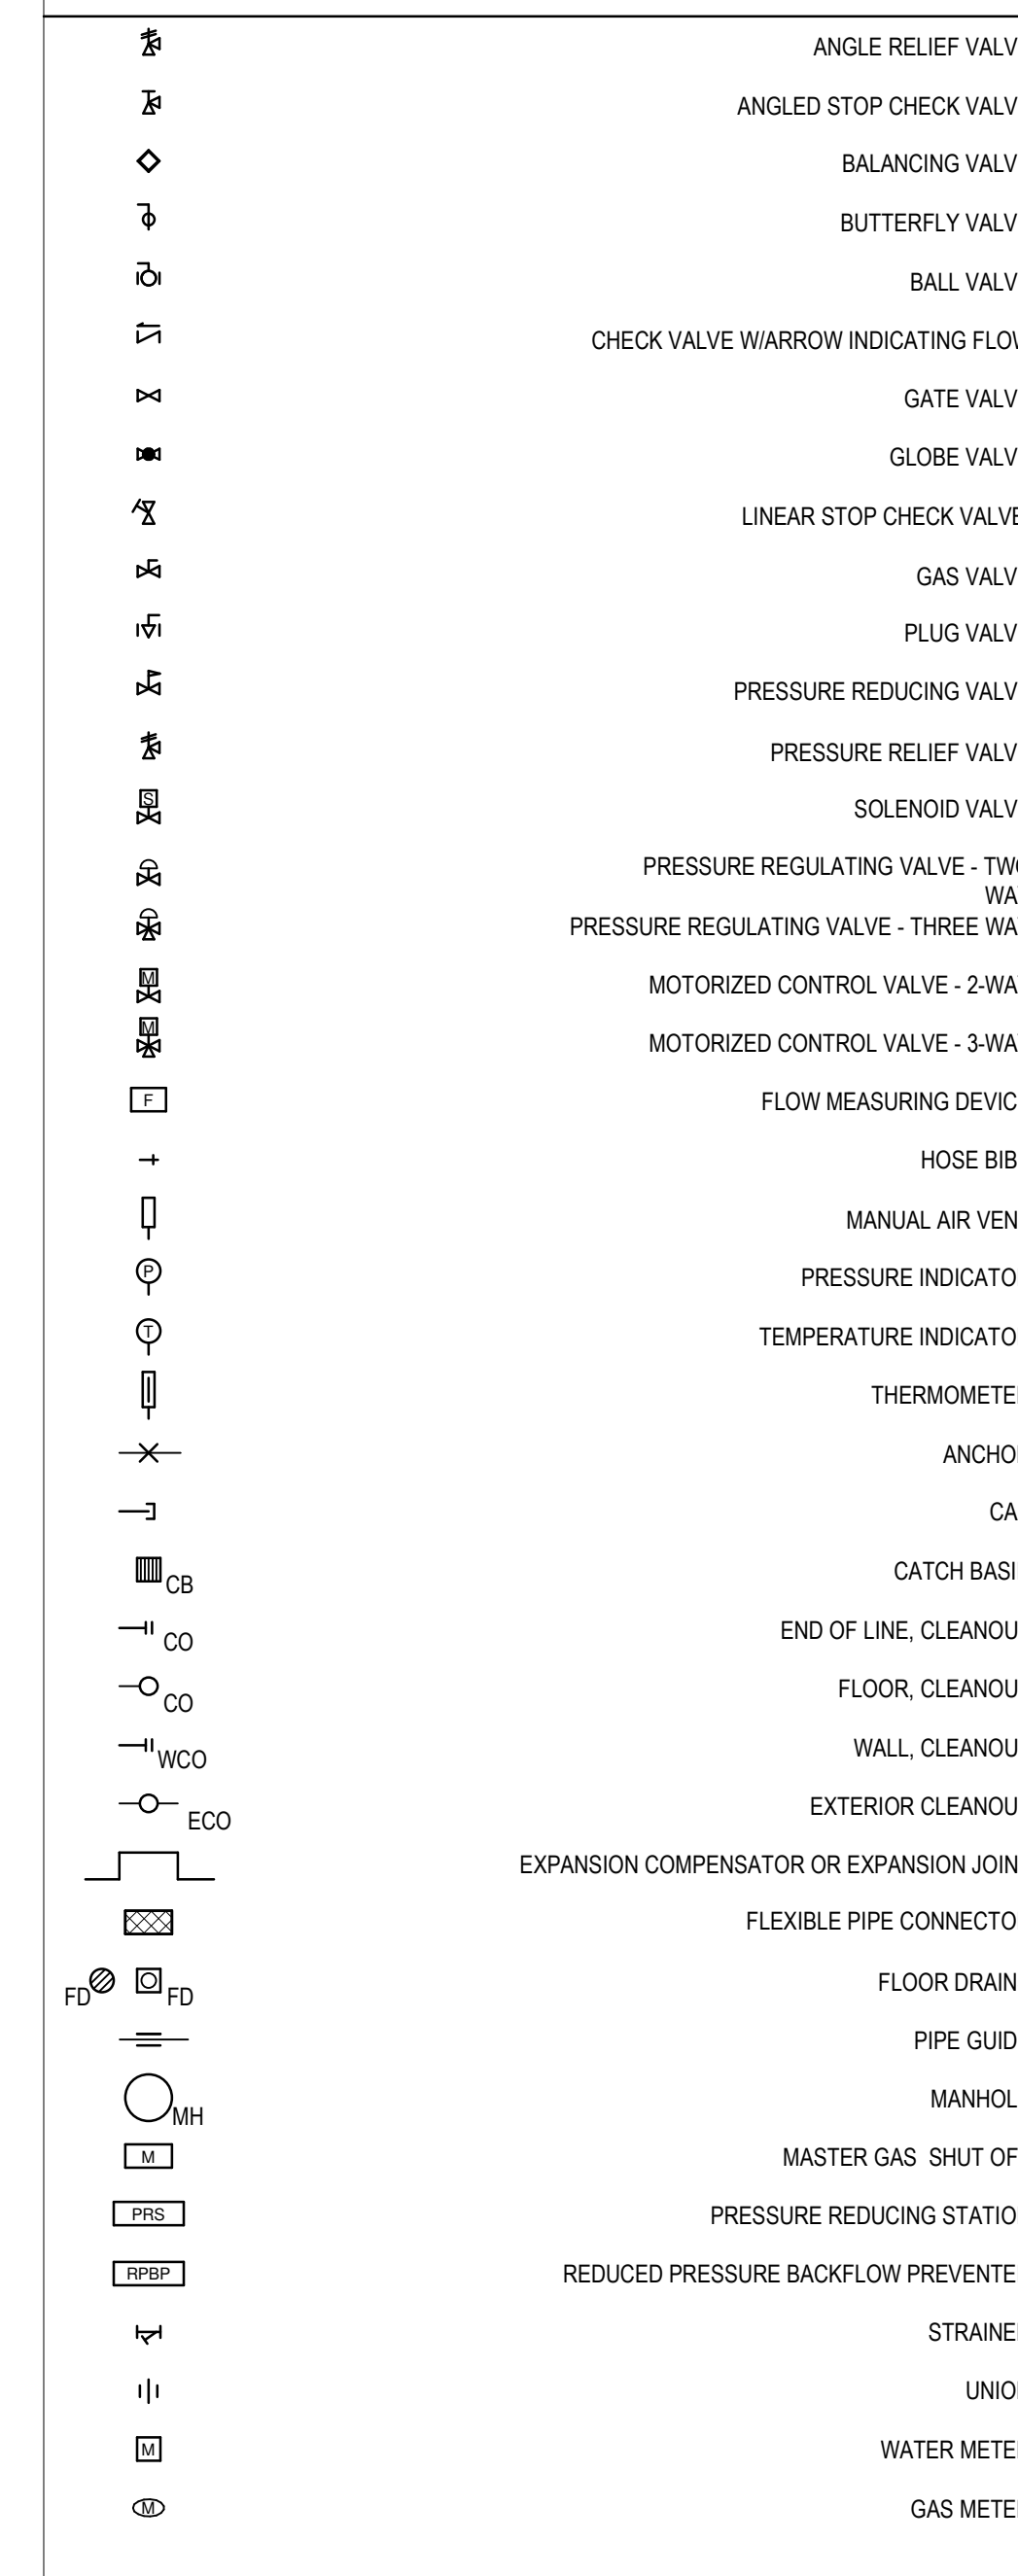 ANGLE RELIEF VALV
ANGLED STOP CHECK VALV
BALANCING VALV
BUTTERFLY VALV
BALL VALV
CHECK VALVE W/ARROW INDICATING FLOW
GATE VALV
GLOBE VALV
LINEAR STOP CHECK VALVE
GAS VALV
PLUG VALV
PRESSURE REDUCING VALV
PRESSURE RELIEF VALV
S SOLENOID VALV
PRESSURE REGULATING VALVE - TWO
WAY
PRESSURE REGULATING VALVE - THREE WAY
M MOTORIZED CONTROL VALVE - 2-WAY
M MOTORIZED CONTROL VALVE - 3-WAY
F FLOW MEASURING DEVIC
HOSE BIB
MANUAL AIR VEN
P PRESSURE INDICATO
T TEMPERATURE INDICATO
THERMOMETE
ANCHO
CA
CB CATCH BASI
CO END OF LINE, CLEANOU
CO FLOOR, CLEANOU
WCO WALL, CLEANOU
ECO EXTERIOR CLEANOU
EXPANSION COMPENSATOR OR EXPANSION JOIN
FLEXIBLE PIPE CONNECTO
FD FD FLOOR DRAIN
PIPE GUID
MH MANHOL
M MASTER GAS SHUT OF
PRS PRESSURE REDUCING STATIO
RPBP REDUCED PRESSURE BACKFLOW PREVENTE
STRAINE
UNIO
M WATER METE
M GAS METE